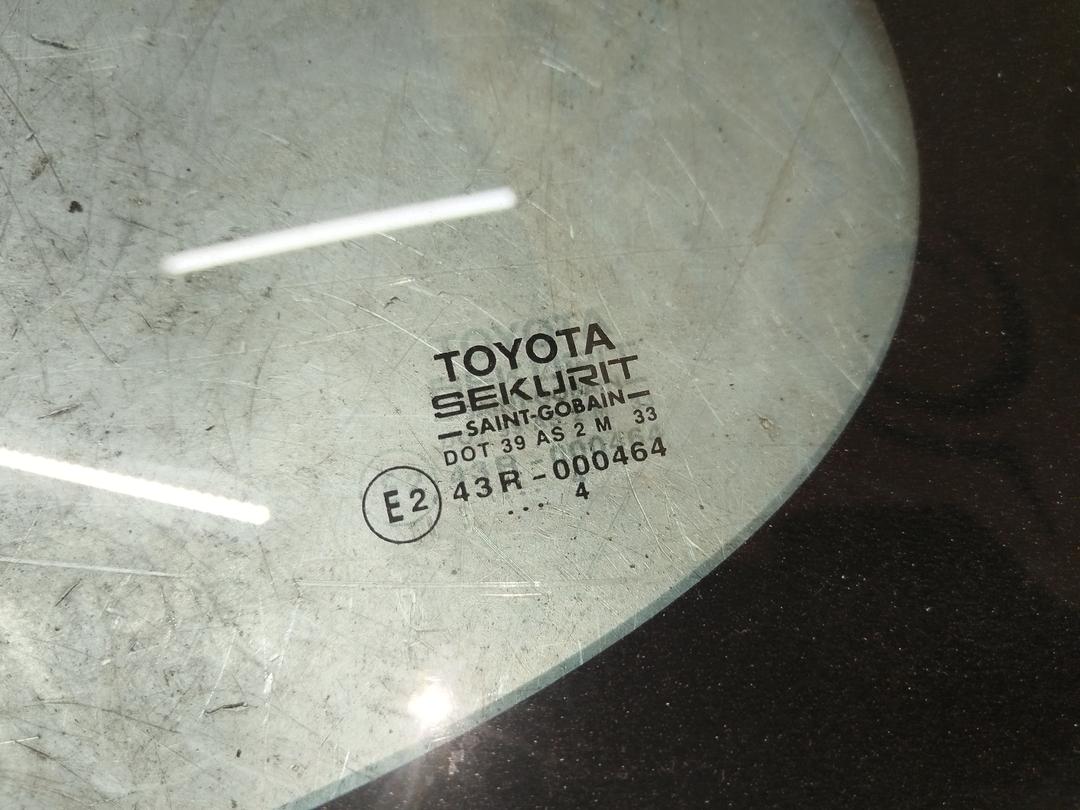 TOYOTA
SEKURIT
SAINT-GOBAIN
DOT 39 AS 2 M 33
E2 43R-000464
... 4